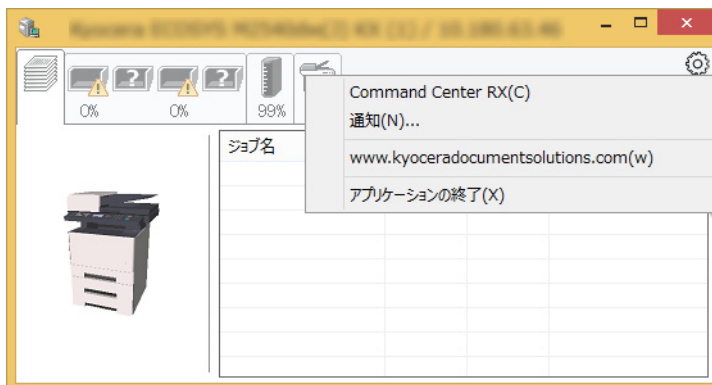 0%
0%
99%
Command Center RX(C)
通知(N)...
www.kyoceradocumentsolutions.com(w)
アプリケーションの終了(X)
ジョブ名